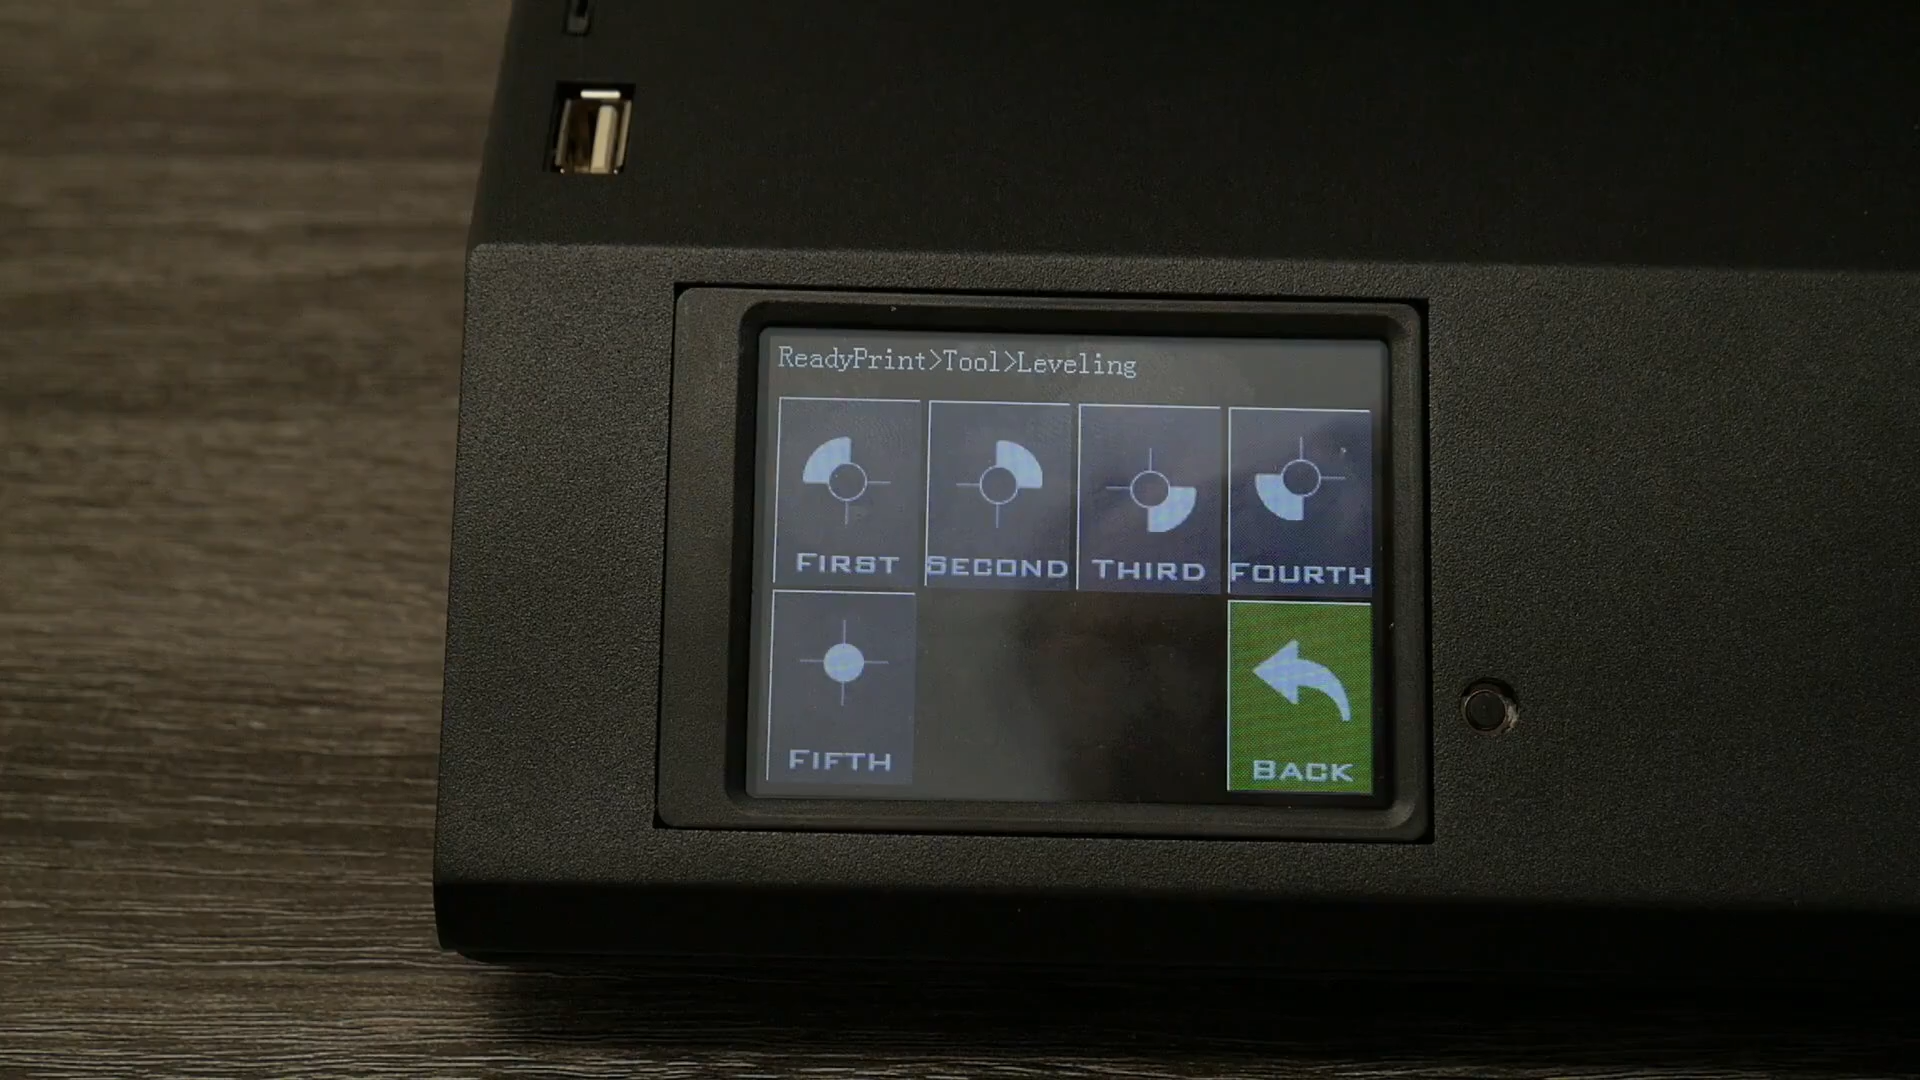 ReadyPrint>Tool>Leveling
FIRST
SECOND
THIRD
FOURTH
FIFTH
BACK